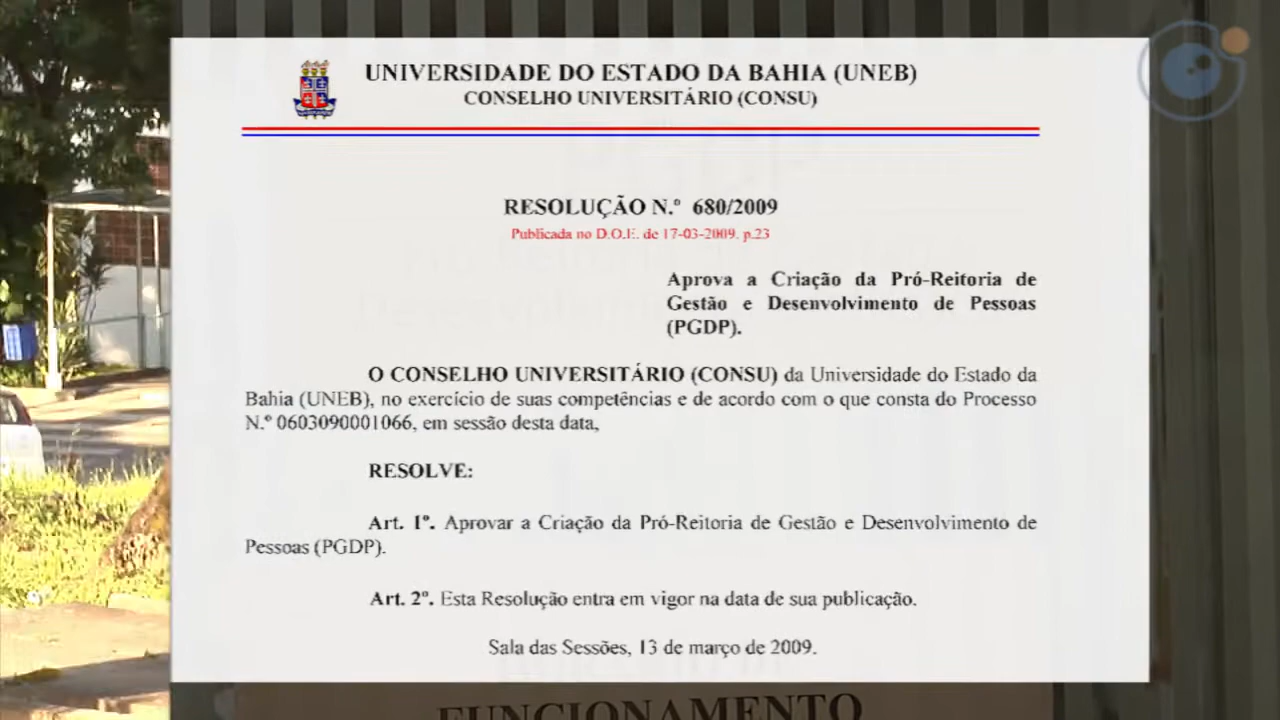 UNIVERSIDADE DO ESTADO DA BAHIA (UNEB)
CONSELHO UNIVERSITÁRIO (CONSU)
RESOLUÇÃO N.º 680/2009
Publicada no D.O.E. de 17-03-2009. p.23
Aprova a Criação da Pró-Reitoria de
Gestão e Desenvolvimento de Pessoas
(PGDP).
O CONSELHO UNIVERSITÁRIO (CONSU) da Universidade do Estado da
Bahia (UNEB), no exercício de suas competências e de acordo com o que consta do Processo
N.º 0603090001066, em sessão desta data,
RESOLVE:
Art. 1º. Aprovar a Criação da Pró-Reitoria de Gestão e Desenvolvimento de
Pessoas (PGDP).
Art. 2º. Esta Resolução entra em vigor na data de sua publicação.
Sala das Sessões, 13 de março de 2009.
FUNCIONAMENTO